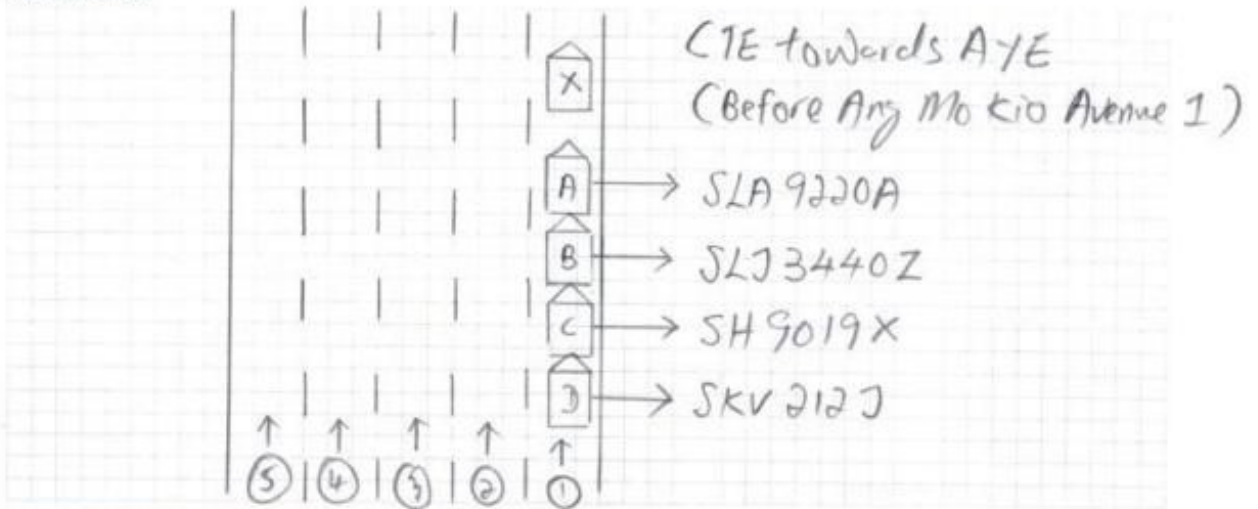 CTE towards AYE
X
(Before Ang Mo Kio Avenue 1)
A SLA 9220A
B SLJ 3440Z
C SH 9019X
D SKV 212J
5 4 3 2 1